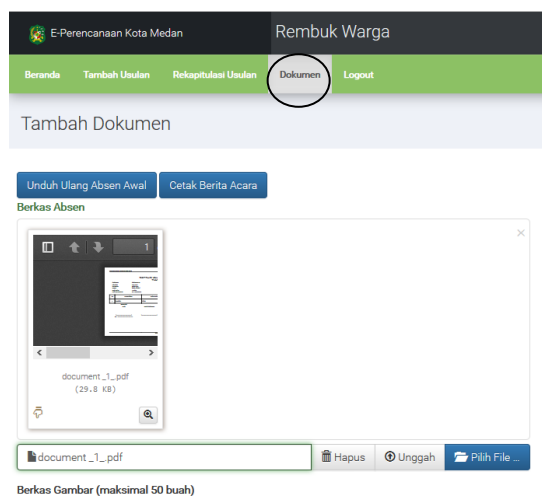 E-Perencanaan Kota Medan Rembuk Warga
Beranda Tambah Usulan Rekapitulasi Usulan Dokumen Logout
Tambah Dokumen
Unduh Ulang Absen Awal Cetak Berita Acara
Berkas Absen
1
document_1_.pdf
(29.8 KB)
document _1_.pdf Hapus Unggah Pilih File ...
Berkas Gambar (maksimal 50 buah)